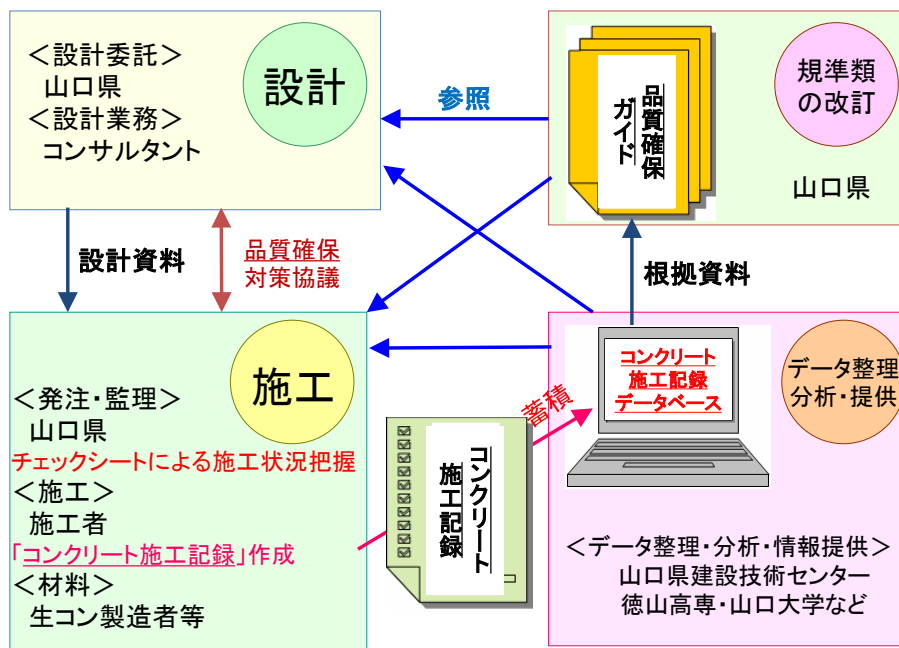 ＜設計委託＞
山口県
＜設計業務＞
コンサルタント
設計
参照
品質確保
ガイド
規準類
の改訂
山口県
設計資料
品質確保
対策協議
根拠資料
施工
＜発注・監理＞
山口県
チェックシートによる施工状況把握
＜施工＞
施工者
「コンクリート施工記録」作成
＜材料＞
生コン製造者等
コンクリート
施工記録
蓄積
コンクリート
施工記録
データベース
データ整理
分析・提供
＜データ整理・分析・情報提供＞
山口県建設技術センター
徳山高専・山口大学など